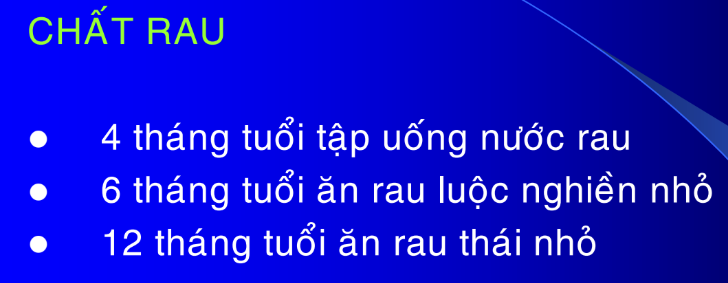 CHẤT RAU
● 4 tháng tuổi tập uống nước rau
● 6 tháng tuổi ăn rau luộc nghiền nhỏ
● 12 tháng tuổi ăn rau thái nhỏ